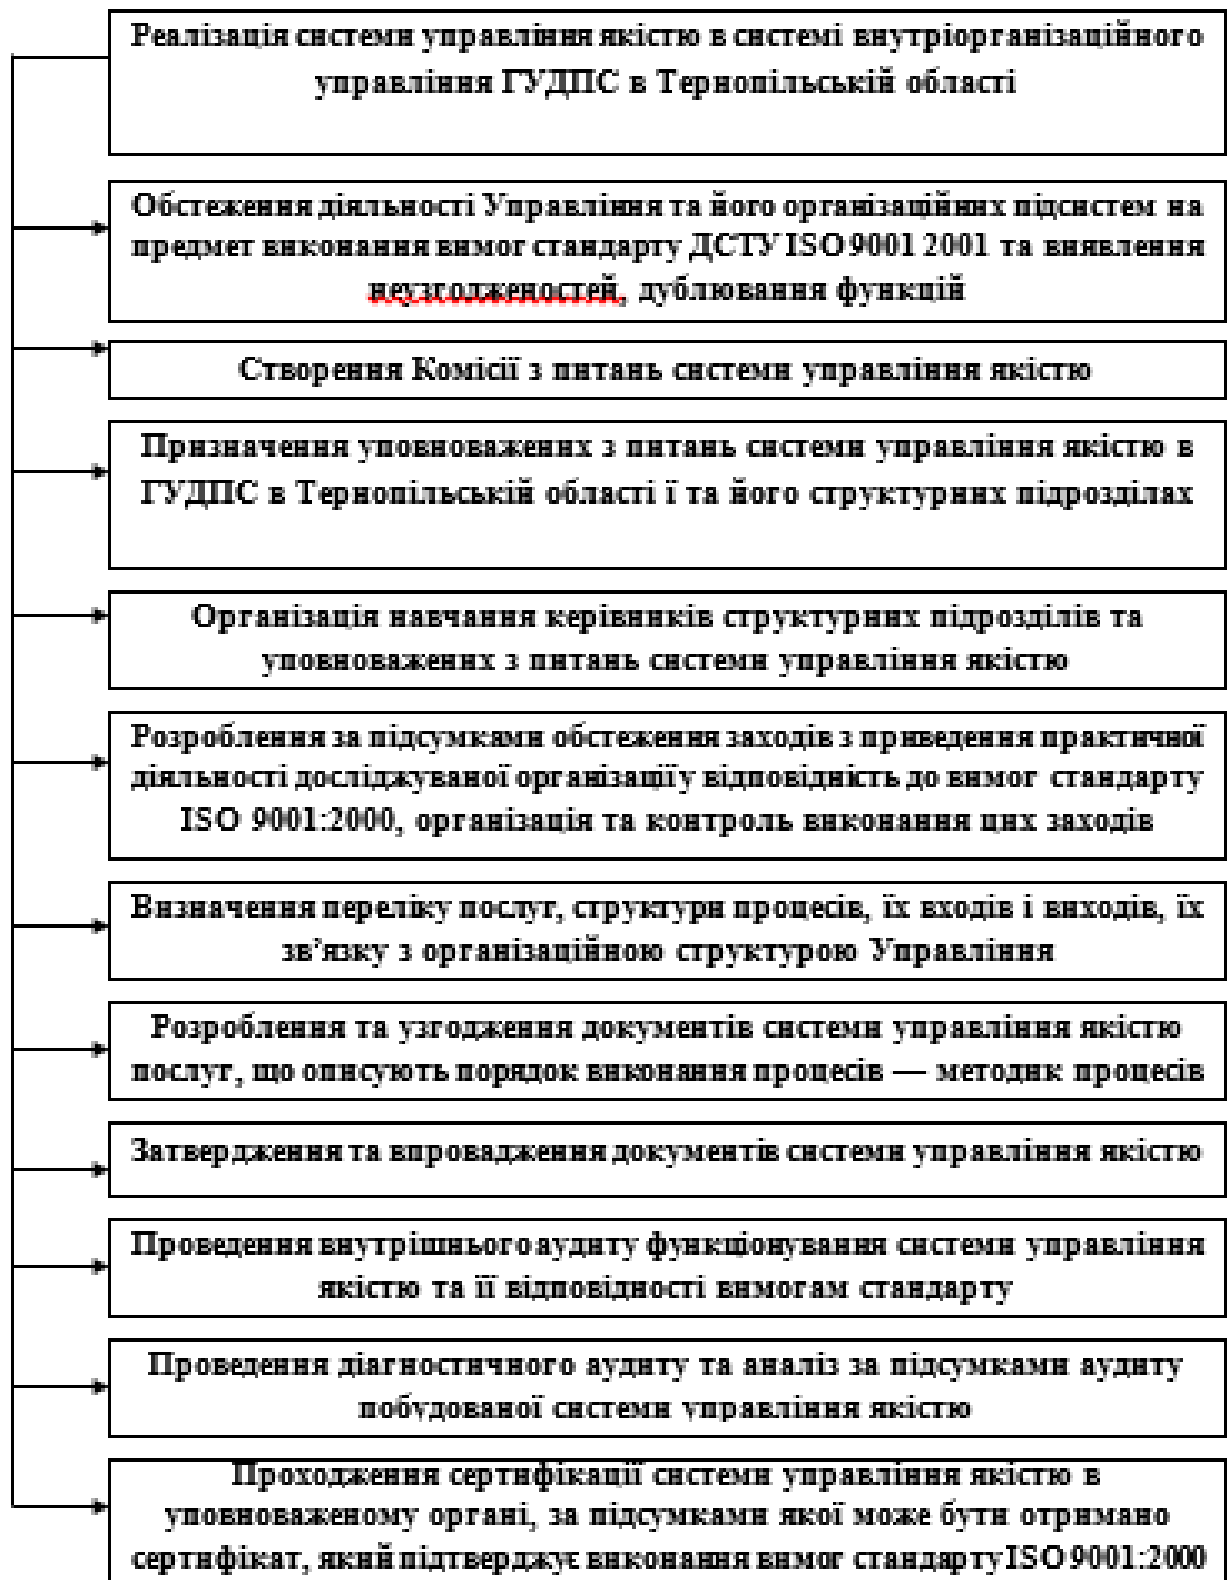 Реалізація системи управління якістю в системі внутріорганізаційного
управління ГУДПС в Тернопільській області
Обстеження діяльності Управління та його організаційних підсистем на
предмет виконання вимог стандарту ДСТУ ISO 9001 2001 та виявлення
неузгодженостей, дублювання функцій
Створення Комісії з питань системи управління якістю
Призначення уповноважених з питань системи управління якістю в
ГУДПС в Тернопільській області ї та його структурних підрозділах
Організація навчання керівників структурних підрозділів та
уповноважених з питань системи управління якістю
Розроблення за підсумками обстеження заходів з приведення практичної
діяльності досліджуваної організації у відповідність до вимог стандарту
ISO 9001:2000, організація та контроль виконання цих заходів
Визначення переліку послуг, структури процесів, їх входів і виходів, їх
зв’язку з організаційною структурою Управління
Розроблення та узгодження документів системи управління якістю
послуг, що описують порядок виконання процесів — методик процесів
Затвердження та впровадження документів системи управління якістю
Проведення внутрішнього аудиту функціонування системи управління
якістю та її відповідності вимогам стандарту
Проведення діагностичного аудиту та аналіз за підсумками аудиту
побудованої системи управління якістю
Проходження сертифікації системи управління якістю в
уповноваженому органі, за підсумками якої може бути отримано
сертифікат, який підтверджує виконання вимог стандарту ISO 9001:2000